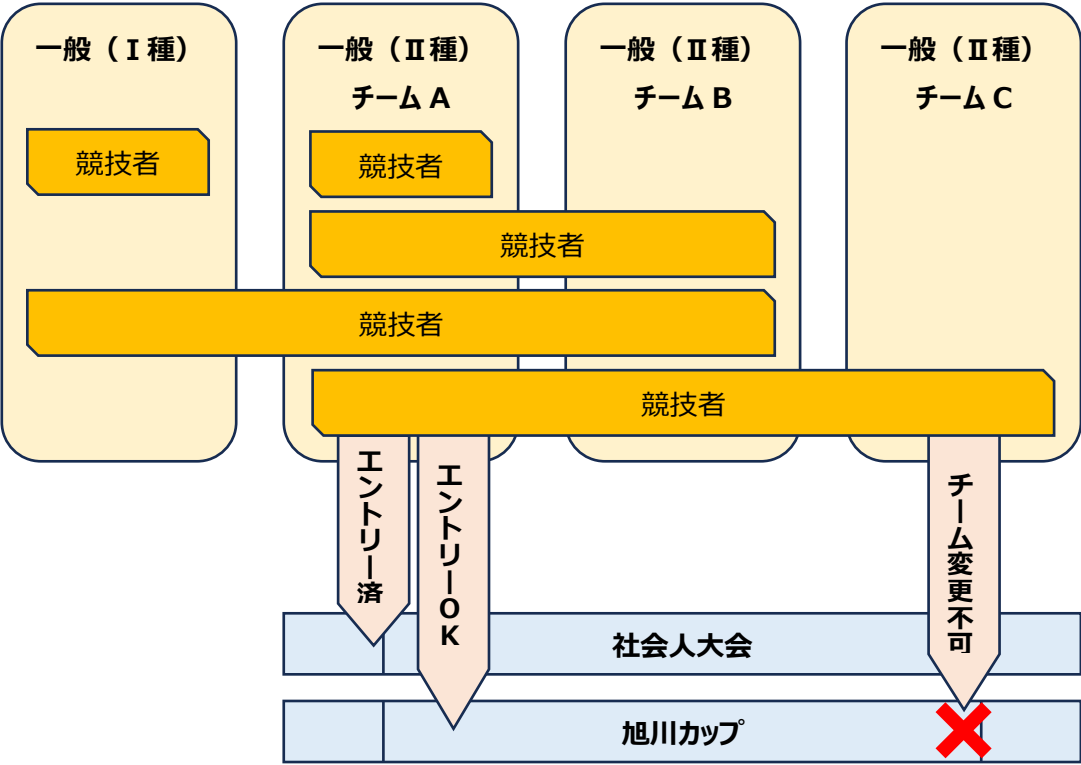 一般（Ⅰ種）
一般（Ⅱ種）
チームA
一般（Ⅱ種）
チームB
一般（Ⅱ種）
チームC
競技者
競技者
競技者
競技者
競技者
エントリー済
エントリーOK
チーム変更不可
社会人大会
旭川カップ